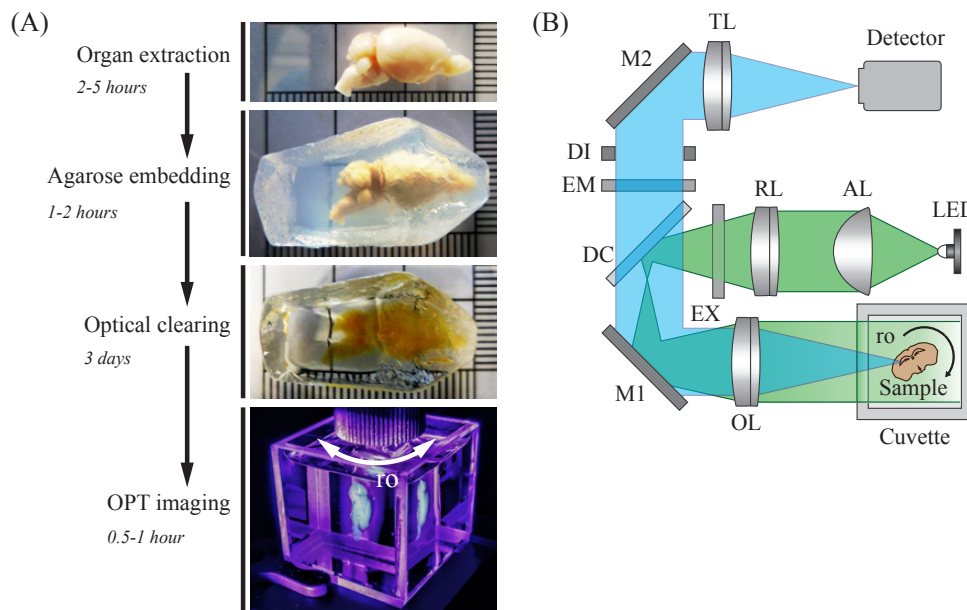 (A)
Organ extraction
2-5 hours
Agarose embedding
1-2 hours
Optical clearing
3 days
OPT imaging
0.5-1 hour
ro
(B)
TL
M2
Detector
DI
EM
RL
AL
LED
DC
EX
ro
Sample
M1
OL
Cuvette